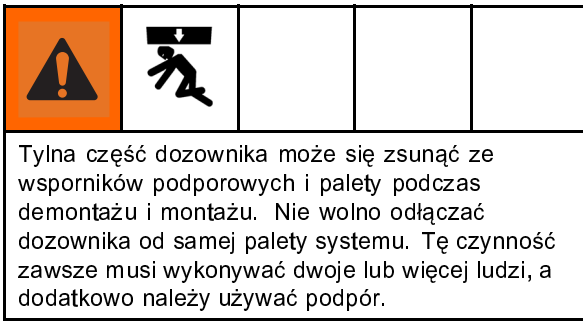 Tylna część dozownika może się zsunąć ze
wsporników podporowych i palety podczas
demontażu i montażu. Nie wolno odłączać
dozownika od samej palety systemu. Tę czynność
zawsze musi wykonywać dwoje lub więcej ludzi, a
dodatkowo należy używać podpór.